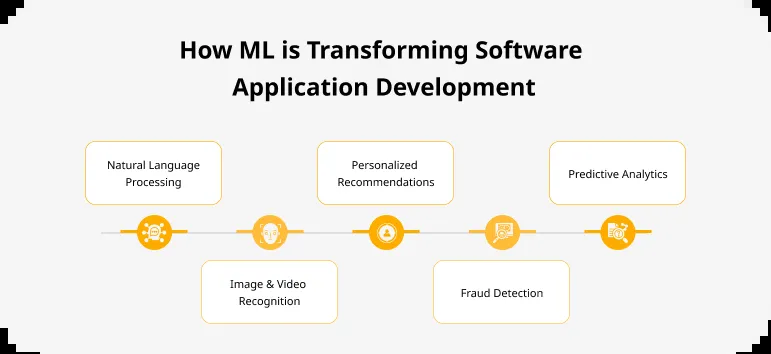 How ML is Transforming Software
Application Development
Natural Language
Processing
Image & Video
Recognition
Personalized
Recommendations
Fraud Detection
Predictive Analytics